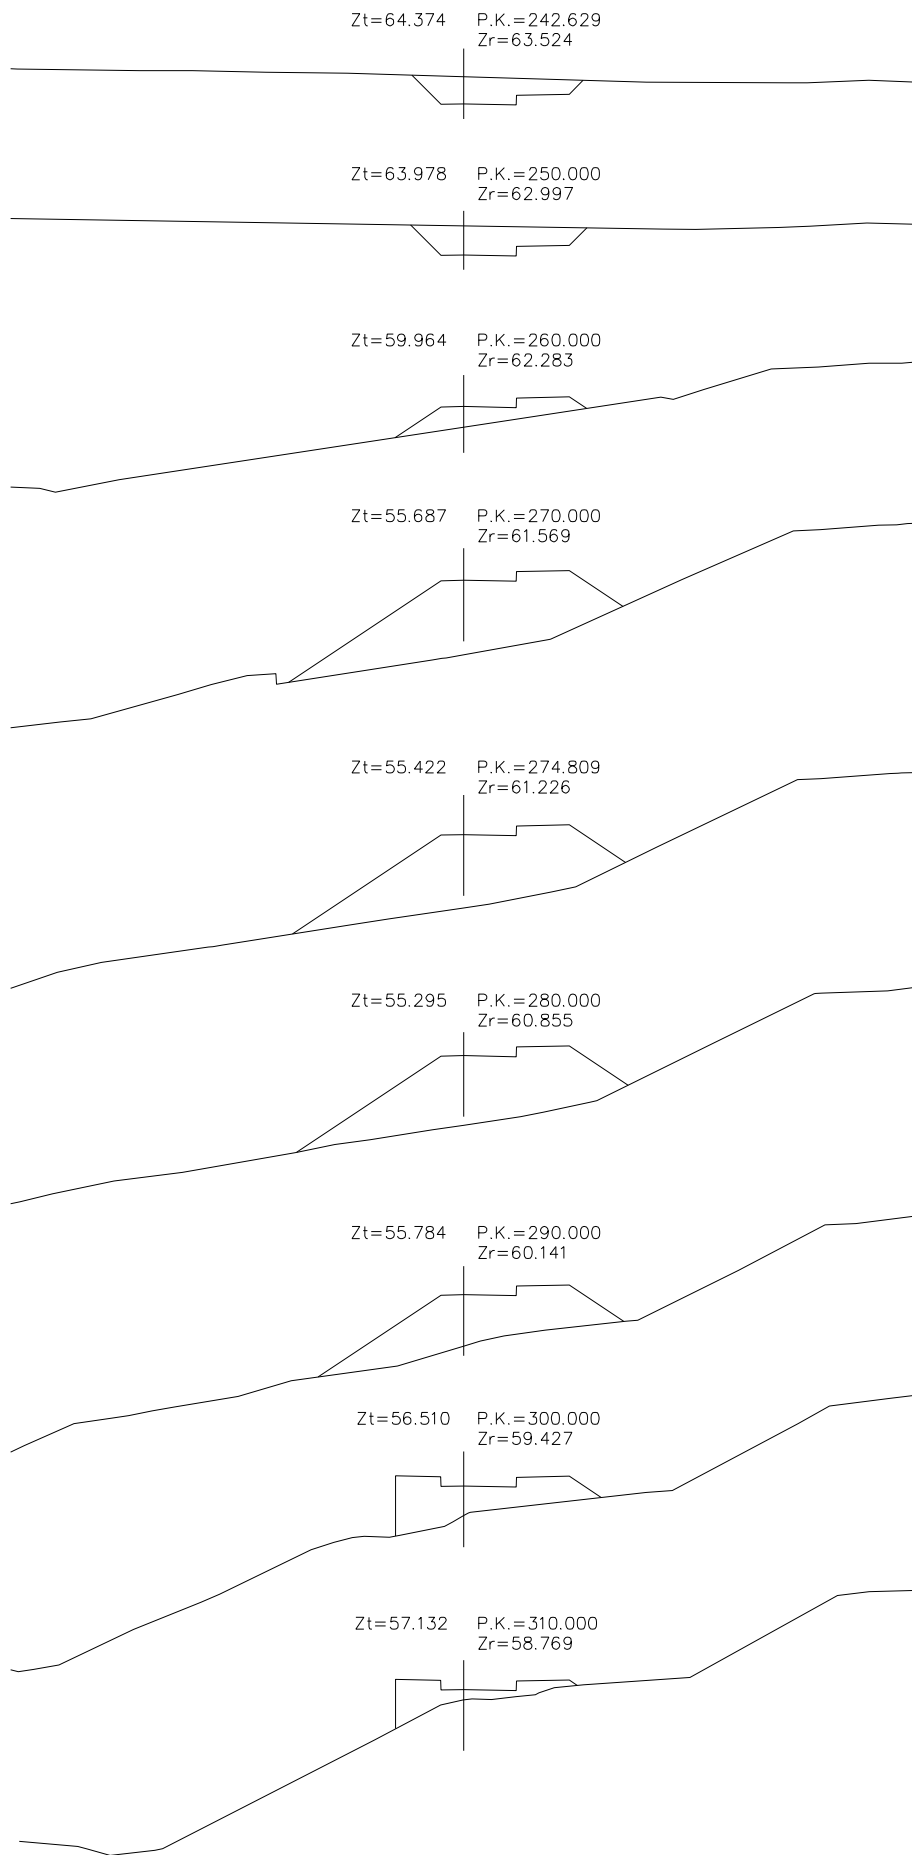 Zt=64.374 P.K.=242.629
Zr=63.524
Zt=63.978 P.K.=250.000
Zr=62.997
Zt=59.964 P.K.=260.000
Zr=62.283
Zt=55.687 P.K.=270.000
Zr=61.569
Zt=55.422 P.K.=274.809
Zr=61.226
Zt=55.295 P.K.=280.000
Zr=60.855
Zt=55.784 P.K.=290.000
Zr=60.141
Zt=56.510 P.K.=300.000
Zr=59.427
Zt=57.132 P.K.=310.000
Zr=58.769